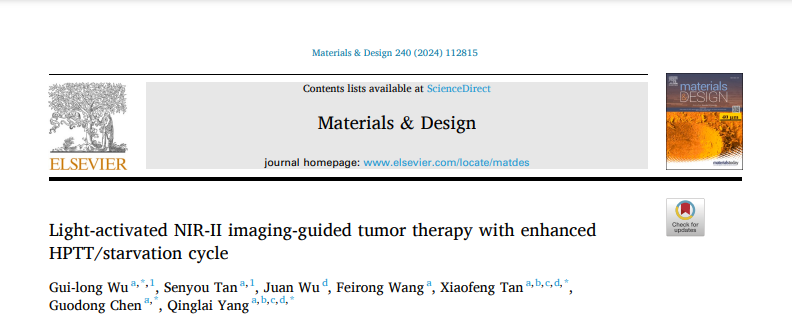 Materials & Design 240 (2024) 112815
Contents lists available at ScienceDirect
Materials & Design
journal homepage: www.elsevier.com/locate/matdes
ELSEVIER
materials
& DESIGN
Check for
updates
Light-activated NIR-II imaging-guided tumor therapy with enhanced
HPTT/starvation cycle
Gui-long Wu a,*,1, Senyou Tan a,1, Juan Wu d, Feirong Wang a, Xiaofeng Tan a,b,c,d,*,
Guodong Chen a,*, Qinglai Yang a,b,c,d,*